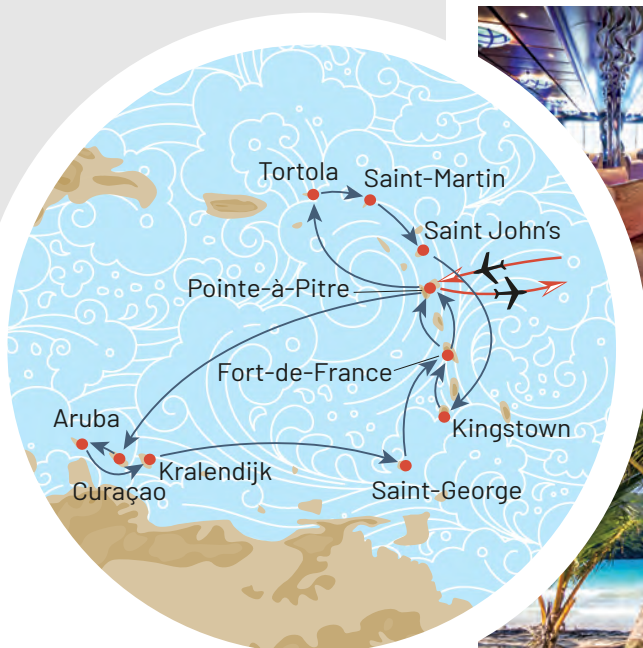 Tortola
Saint-Martin
Saint John's
Pointe-à-Pitre
Fort-de-France
Aruba
Kingstown
Kralendijk
Curaçao
Saint-George